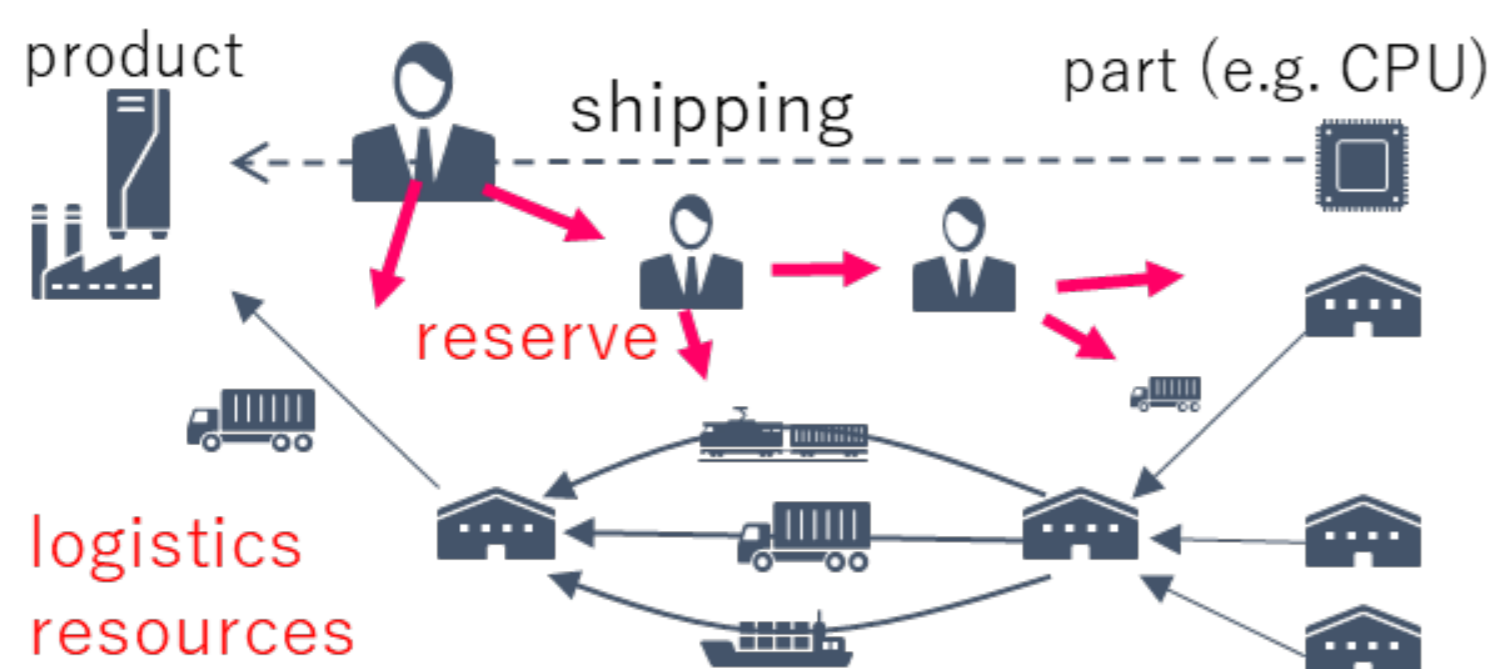 product
shipping
part (e.g. CPU)
reserve
logistics
resources